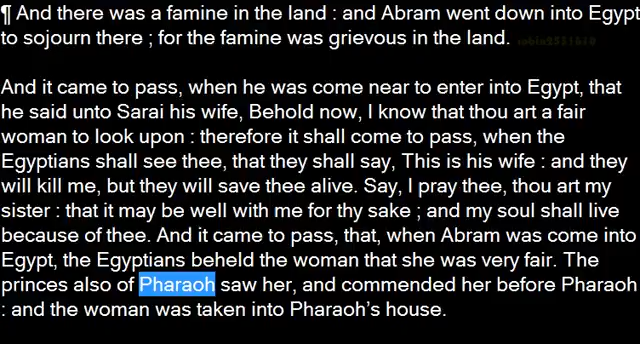 ¶ And there was a famine in the land : and Abram went down into Egypt
to sojourn there ; for the famine was grievous in the land.
And it came to pass, when he was come near to enter into Egypt, that
he said unto Sarai his wife, Behold now, I know that thou art a fair
woman to look upon : therefore it shall come to pass, when the
Egyptians shall see thee, that they shall say, This is his wife : and they
will kill me, but they will save thee alive. Say, I pray thee, thou art my
sister : that it may be well with me for thy sake ; and my soul shall live
because of thee. And it came to pass, that, when Abram was come into
Egypt, the Egyptians beheld the woman that she was very fair. The
princes also of Pharaoh saw her, and commended her before Pharaoh
: and the woman was taken into Pharaoh’s house.